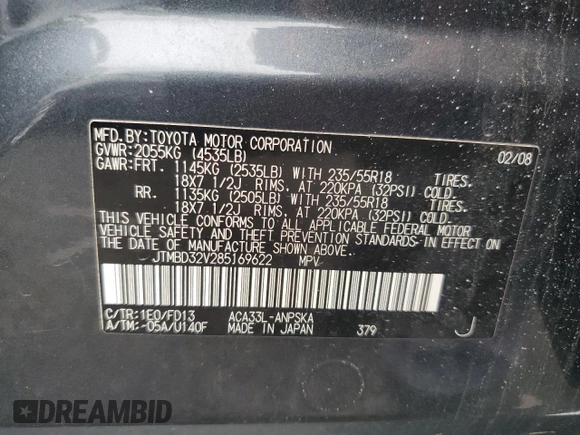 MFD.BY:TOYOTA MOTOR CORPORATION 02/08
GVWR:2055KG (4535LB)
GAWR:FRT. 1145KG (2535LB) WITH 235/55R18 TIRES,
18X7 1/2J RIMS, AT 220KPA (32PSI) COLD
RR. 1135KG (2505LB) WITH 235/55R18 TIRES,
18X7 1/2J RIMS, AT 220KPA (32PSI) COLD.
THIS VEHICLE CONFORMS TO ALL APPLICABLE FEDERAL MOTOR
VEHICLE SAFETY AND THEFT PREVENTION STANDARDS IN EFFECT ON
THE DATE OF MANUFACTURE SHOWN ABOVE.
JTMBD32V285169622 MPV
C/TR:1E0/FD13 ACA33L-ANPSKA
A/TM:-05A/U140F MADE IN JAPAN 379 J
DREAMBID